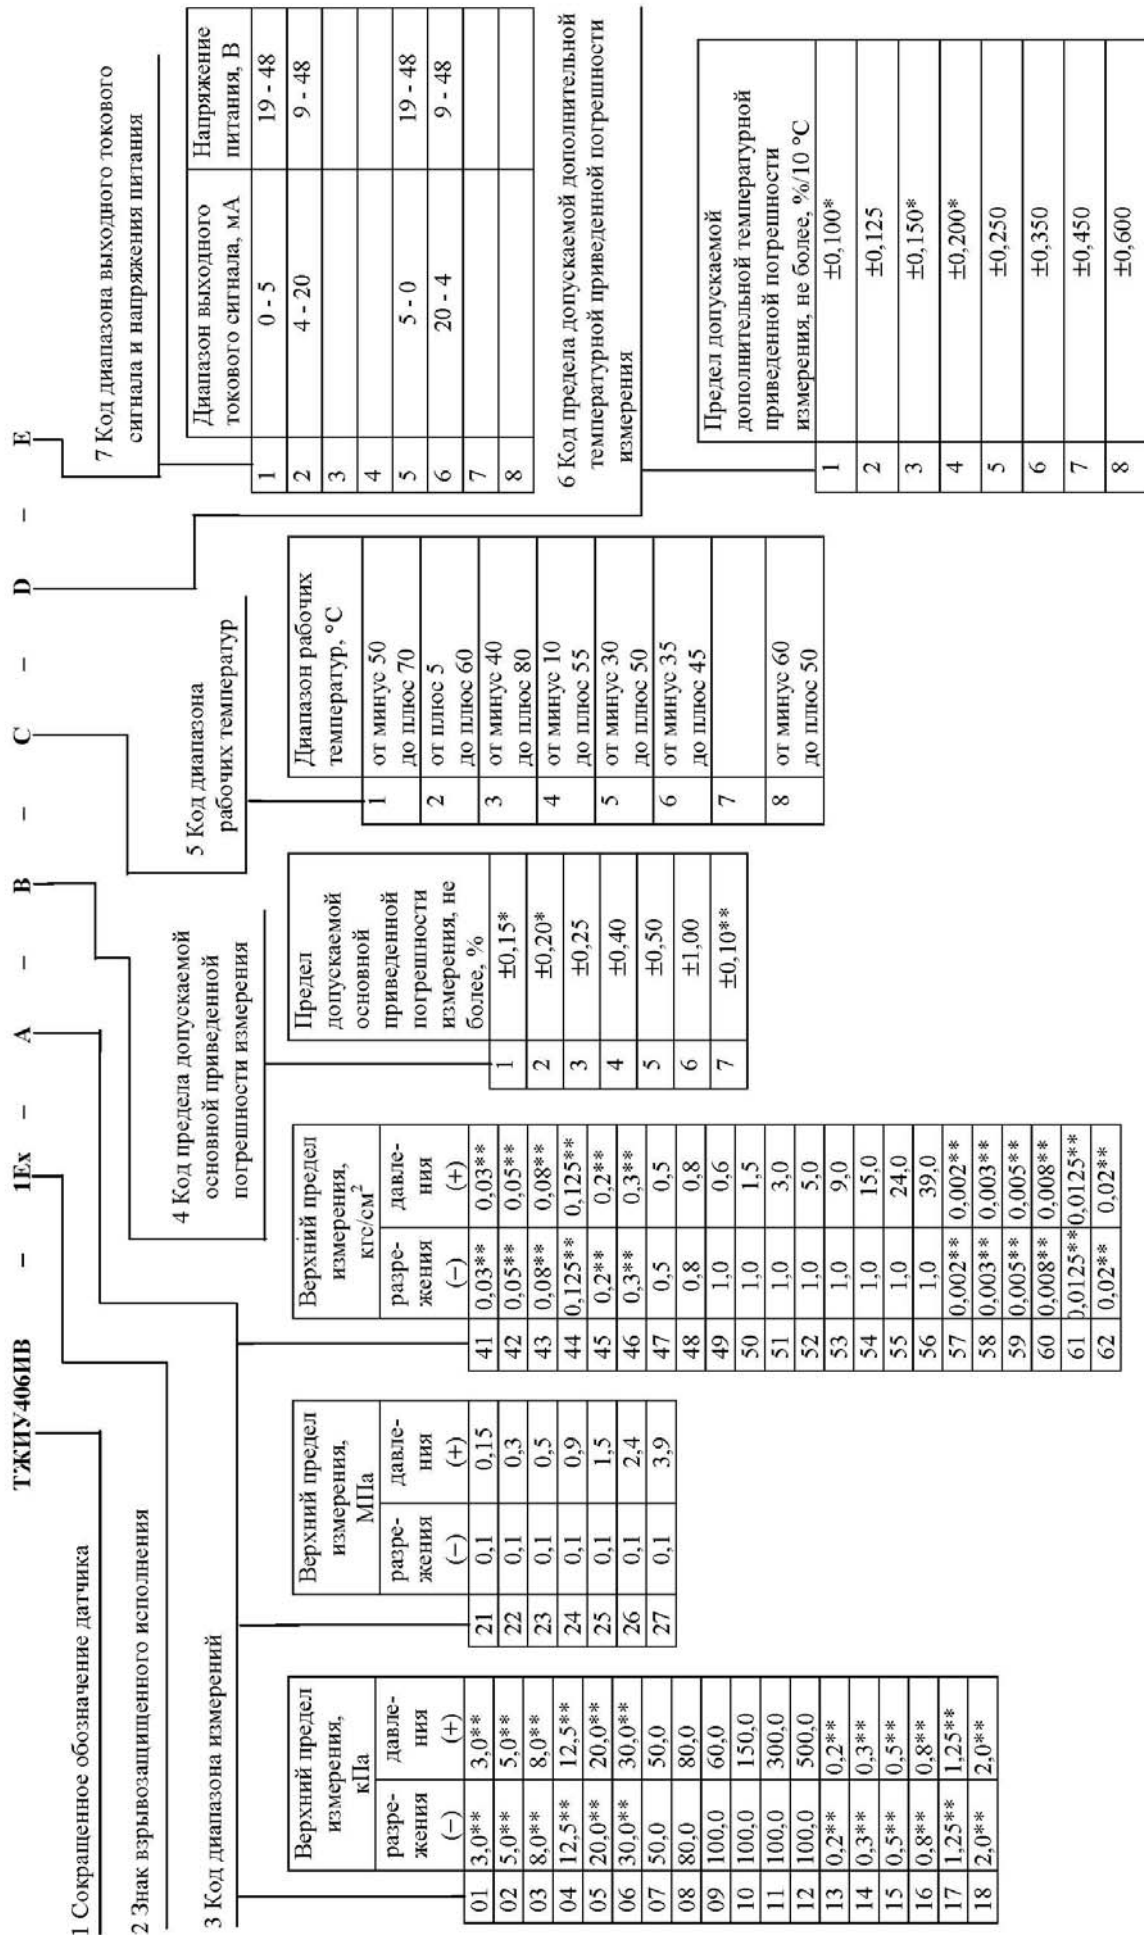 ТЖИУ406ИВ – 1Ex – A – B – C – D – E
1 Сокращенное обозначение датчика
2 Знак взрывозащищенного исполнения
3 Код диапазона измерений
Верхний предел
измерения,
кПа
разре-
жения
(–)
давле-
ния
(+)
01 3,0** 3,0**
02 5,0** 5,0**
03 8,0** 8,0**
04 12,5** 12,5**
05 20,0** 20,0**
06 30,0** 30,0**
07 50,0 50,0
08 80,0 80,0
09 100,0 60,0
10 100,0 150,0
11 100,0 300,0
12 100,0 500,0
13 0,2** 0,2**
14 0,3** 0,3**
15 0,5** 0,5**
16 0,8** 0,8**
17 1,25** 1,25**
18 2,0** 2,0**
Верхний предел
измерения,
МПа
разре-
жения
(–)
давле-
ния
(+)
21 0,1 0,15
22 0,1 0,3
23 0,1 0,5
24 0,1 0,9
25 0,1 1,5
26 0,1 2,4
27 0,1 3,9
Верхний предел
измерения,
кгс/см²
разре-
жения
(–)
давле-
ния
(+)
41 0,03** 0,03**
42 0,05** 0,05**
43 0,08** 0,08**
44 0,125** 0,125**
45 0,2** 0,2**
46 0,3** 0,3**
47 0,5 0,5
48 0,8 0,8
49 1,0 0,6
50 1,0 1,5
51 1,0 3,0
52 1,0 5,0
53 1,0 9,0
54 1,0 15,0
55 1,0 24,0
56 1,0 39,0
57 0,002** 0,002**
58 0,003** 0,003**
59 0,005** 0,005**
60 0,008** 0,008**
61 0,0125** 0,0125**
62 0,02** 0,02**
4 Код предела допускаемой
основной приведенной
погрешности измерения
Предел
допускаемой
основной
приведенной
погрешности
измерения, не
более, %
1 ±0,15*
2 ±0,20*
3 ±0,25
4 ±0,40
5 ±0,50
6 ±1,00
7 ±0,10**
5 Код диапазона
рабочих температур
Диапазон рабочих
температур, °С
1 от минус 50
до плюс 70
2 от плюс 5
до плюс 60
3 от минус 40
до плюс 80
4 от минус 10
до плюс 55
5 от минус 30
до плюс 50
6 от минус 35
до плюс 45
7
8 от минус 60
до плюс 50
7 Код диапазона выходного токового
сигнала и напряжения питания
Диапазон выходного
токового сигнала, мА
Напряжение
питания, В
1 0 - 5 19 - 48
2 4 - 20 9 - 48
3
4
5 5 - 0 19 - 48
6 20 - 4 9 - 48
7
8
6 Код предела допускаемой дополнительной
температурной приведенной погрешности
измерения
Предел допускаемой
дополнительной температурной
приведенной погрешности
измерения, не более, %/10 °С
1 ±0,100*
2 ±0,125
3 ±0,150*
4 ±0,200*
5 ±0,250
6 ±0,350
7 ±0,450
8 ±0,600